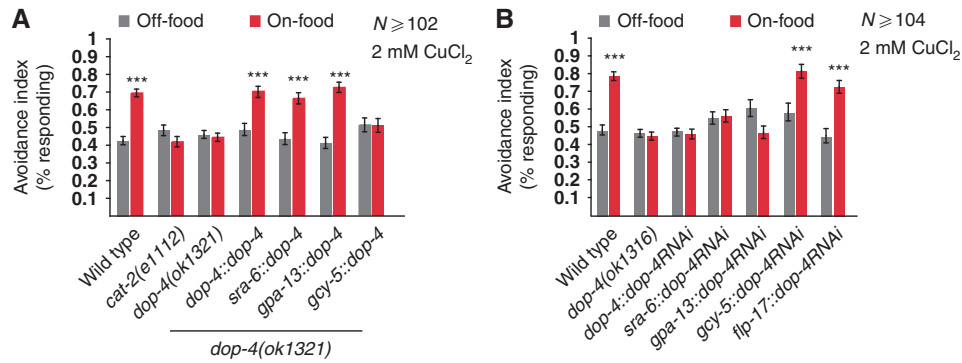 A
Off-food
On-food
N ≥ 102
2 mM CuCl₂
Avoidance index
(% responding)
1
0.9
0.8
0.7
0.6
0.5
0.4
0.3
0.2
0.1
***
***
***
***
Wild type
cat-2(e1112)
dop-4(ok1321)
dop-4::dop-4
sra-6::dop-4
gpa-13::dop-4
gcy-5::dop-4
dop-4(ok1321)
B
Off-food
On-food
N ≥ 104
2 mM CuCl₂
Avoidance index
(% responding)
1
0.9
0.8
0.7
0.6
0.5
0.4
0.3
0.2
0.1
***
***
***
Wild type
dop-4(ok1316)
dop-4::dop-4RNAi
sra-6::dop-4RNAi
gpa-13::dop-4RNAi
gcy-5::dop-4RNAi
flp-17::dop-4RNAi